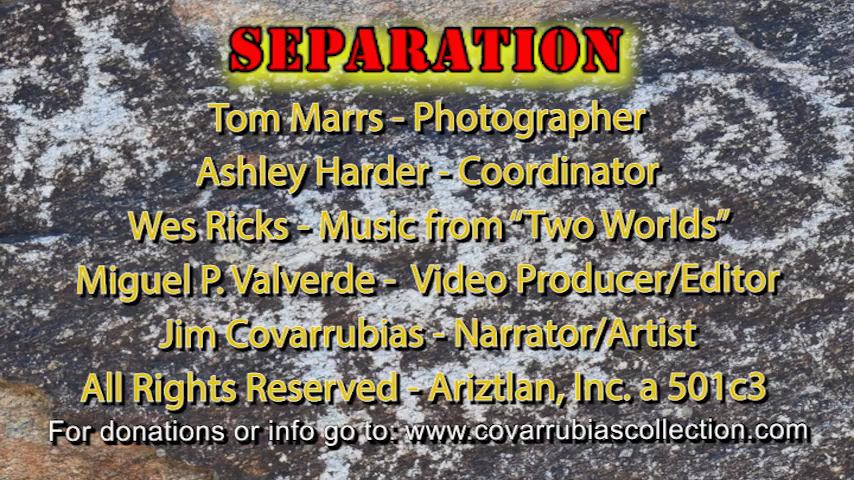 SEPARATION
Tom Marrs - Photographer
Ashley Harder - Coordinator
Wes Ricks - Music from “Two Worlds”
Miguel P. Valverde - Video Producer/Editor
Jim Covarrubias - Narrator/Artist
All Rights Reserved - Ariztlan, Inc. a 501c3
For donations or info go to: www.covarrubiascollection.com